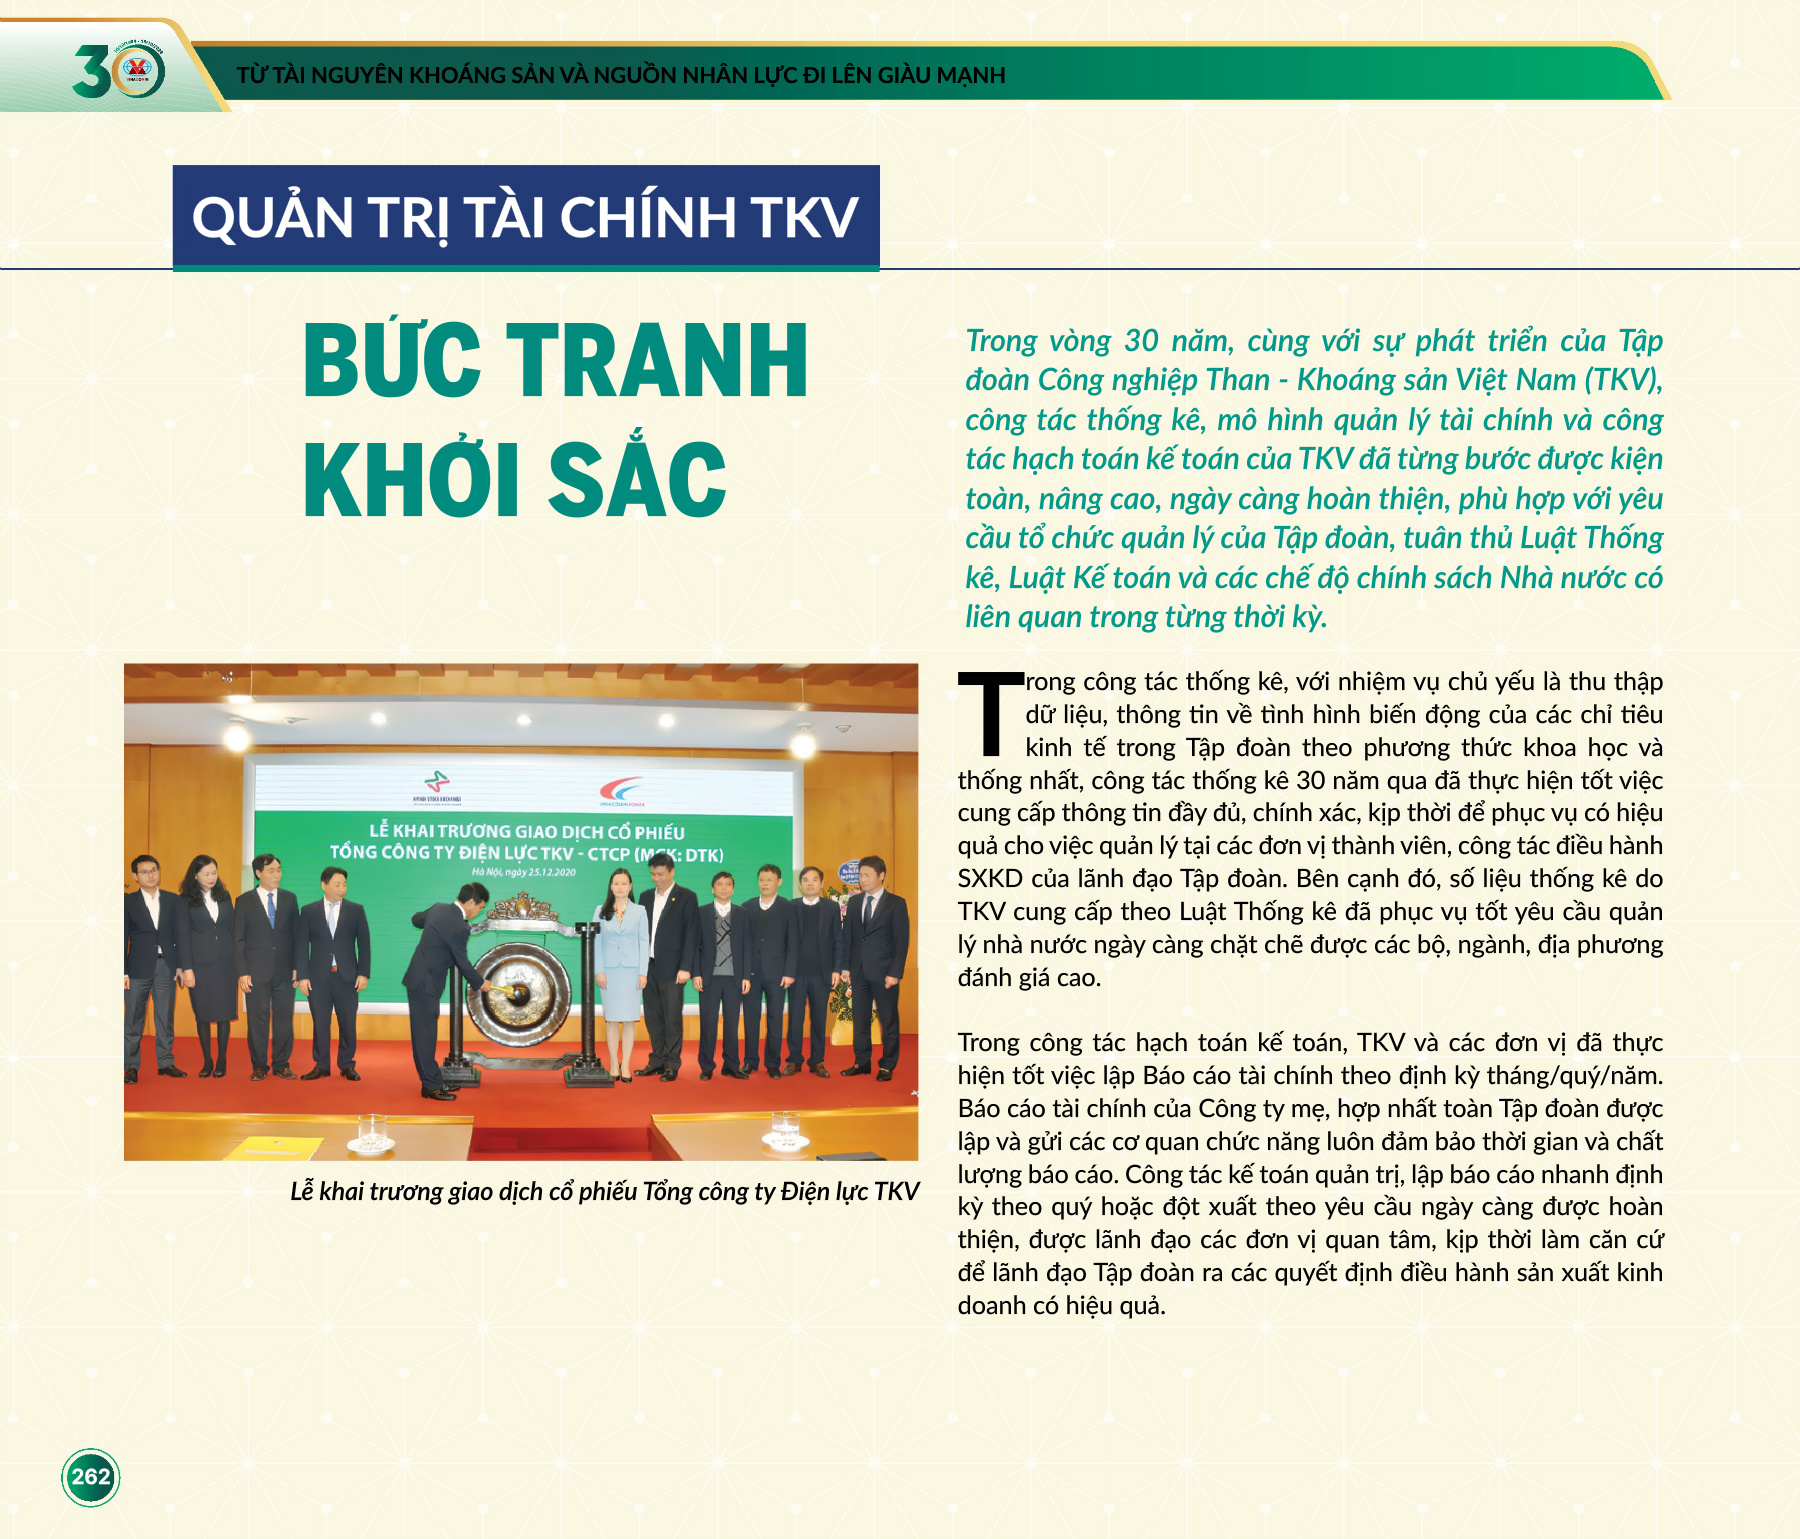 30
VINACOMIN
TỪ TÀI NGUYÊN KHOÁNG SẢN VÀ NGUỒN NHÂN LỰC ĐI LÊN GIÀU MẠNH
QUẢN TRỊ TÀI CHÍNH TKV
BỨC TRANH
KHỞI SẮC
Trong vòng 30 năm, cùng với sự phát triển của Tập
đoàn Công nghiệp Than - Khoáng sản Việt Nam (TKV),
công tác thống kê, mô hình quản lý tài chính và công
tác hạch toán kế toán của TKV đã từng bước được kiện
toàn, nâng cao, ngày càng hoàn thiện, phù hợp với yêu
cầu tổ chức quản lý của Tập đoàn, tuân thủ Luật Thống
kê, Luật Kế toán và các chế độ chính sách Nhà nước có
liên quan trong từng thời kỳ.
HANOI STOCK EXCHANGE
VINACOMIN POWER
LỄ KHAI TRƯƠNG GIAO DỊCH CỔ PHIẾU
TỔNG CÔNG TY ĐIỆN LỰC TKV - CTCP (MCK: DTK)
Hà Nội, ngày 25.12.2020
Lễ khai trương giao dịch cổ phiếu Tổng công ty Điện lực TKV
Trong công tác thống kê, với nhiệm vụ chủ yếu là thu thập
dữ liệu, thông tin về tình hình biến động của các chỉ tiêu
kinh tế trong Tập đoàn theo phương thức khoa học và
thống nhất, công tác thống kê 30 năm qua đã thực hiện tốt việc
cung cấp thông tin đầy đủ, chính xác, kịp thời để phục vụ có hiệu
quả cho việc quản lý tại các đơn vị thành viên, công tác điều hành
SXKD của lãnh đạo Tập đoàn. Bên cạnh đó, số liệu thống kê do
TKV cung cấp theo Luật Thống kê đã phục vụ tốt yêu cầu quản
lý nhà nước ngày càng chặt chẽ được các bộ, ngành, địa phương
đánh giá cao.
Trong công tác hạch toán kế toán, TKV và các đơn vị đã thực
hiện tốt việc lập Báo cáo tài chính theo định kỳ tháng/quý/năm.
Báo cáo tài chính của Công ty mẹ, hợp nhất toàn Tập đoàn được
lập và gửi các cơ quan chức năng luôn đảm bảo thời gian và chất
lượng báo cáo. Công tác kế toán quản trị, lập báo cáo nhanh định
kỳ theo quý hoặc đột xuất theo yêu cầu ngày càng được hoàn
thiện, được lãnh đạo các đơn vị quan tâm, kịp thời làm căn cứ
để lãnh đạo Tập đoàn ra các quyết định điều hành sản xuất kinh
doanh có hiệu quả.
262